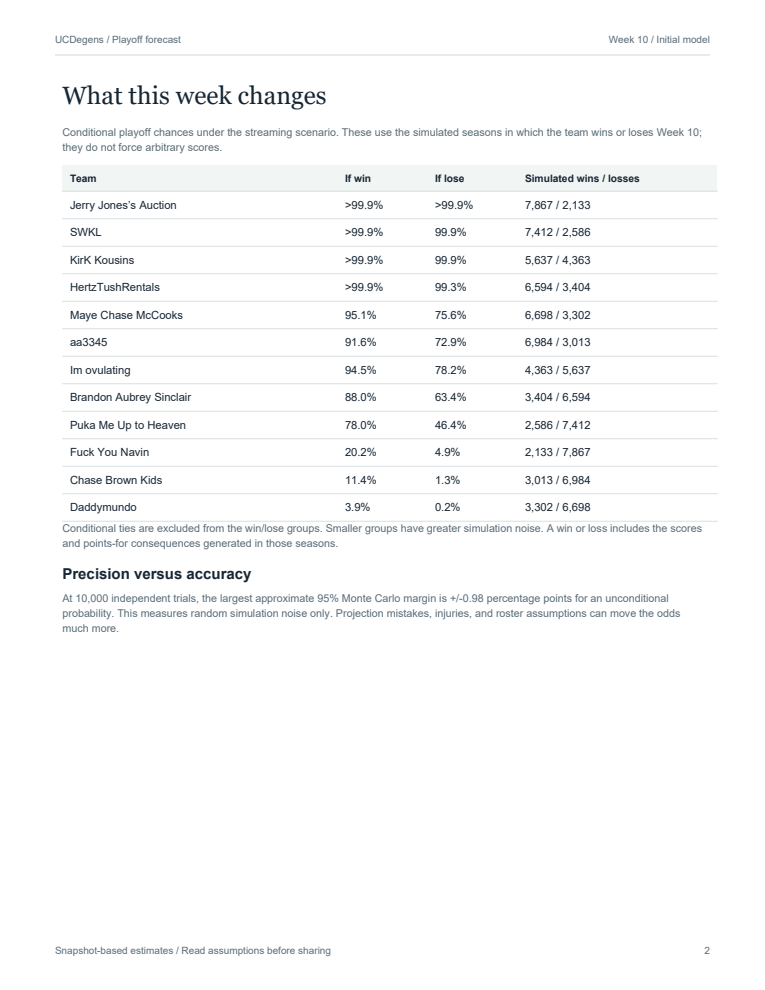 UCDegens / Playoff forecast Week 10 / Initial model
What this week changes
Conditional playoff chances under the streaming scenario. These use the simulated seasons in which the team wins or loses Week 10;
they do not force arbitrary scores.
Team If win If lose Simulated wins / losses
Jerry Jones’s Auction >99.9% >99.9% 7,867 / 2,133
SWKL >99.9% 99.9% 7,412 / 2,586
KirK Kousins >99.9% 99.9% 5,637 / 4,363
HertzTushRentals >99.9% 99.3% 6,594 / 3,404
Maye Chase McCooks 95.1% 75.6% 6,698 / 3,302
aa3345 91.6% 72.9% 6,984 / 3,013
Im ovulating 94.5% 78.2% 4,363 / 5,637
Brandon Aubrey Sinclair 88.0% 63.4% 3,404 / 6,594
Puka Me Up to Heaven 78.0% 46.4% 2,586 / 7,412
Fuck You Navin 20.2% 4.9% 2,133 / 7,867
Chase Brown Kids 11.4% 1.3% 3,013 / 6,984
Daddymundo 3.9% 0.2% 3,302 / 6,698
Conditional ties are excluded from the win/lose groups. Smaller groups have greater simulation noise. A win or loss includes the scores
and points-for consequences generated in those seasons.
Precision versus accuracy
At 10,000 independent trials, the largest approximate 95% Monte Carlo margin is +/-0.98 percentage points for an unconditional
probability. This measures random simulation noise only. Projection mistakes, injuries, and roster assumptions can move the odds
much more.
Snapshot-based estimates / Read assumptions before sharing 2